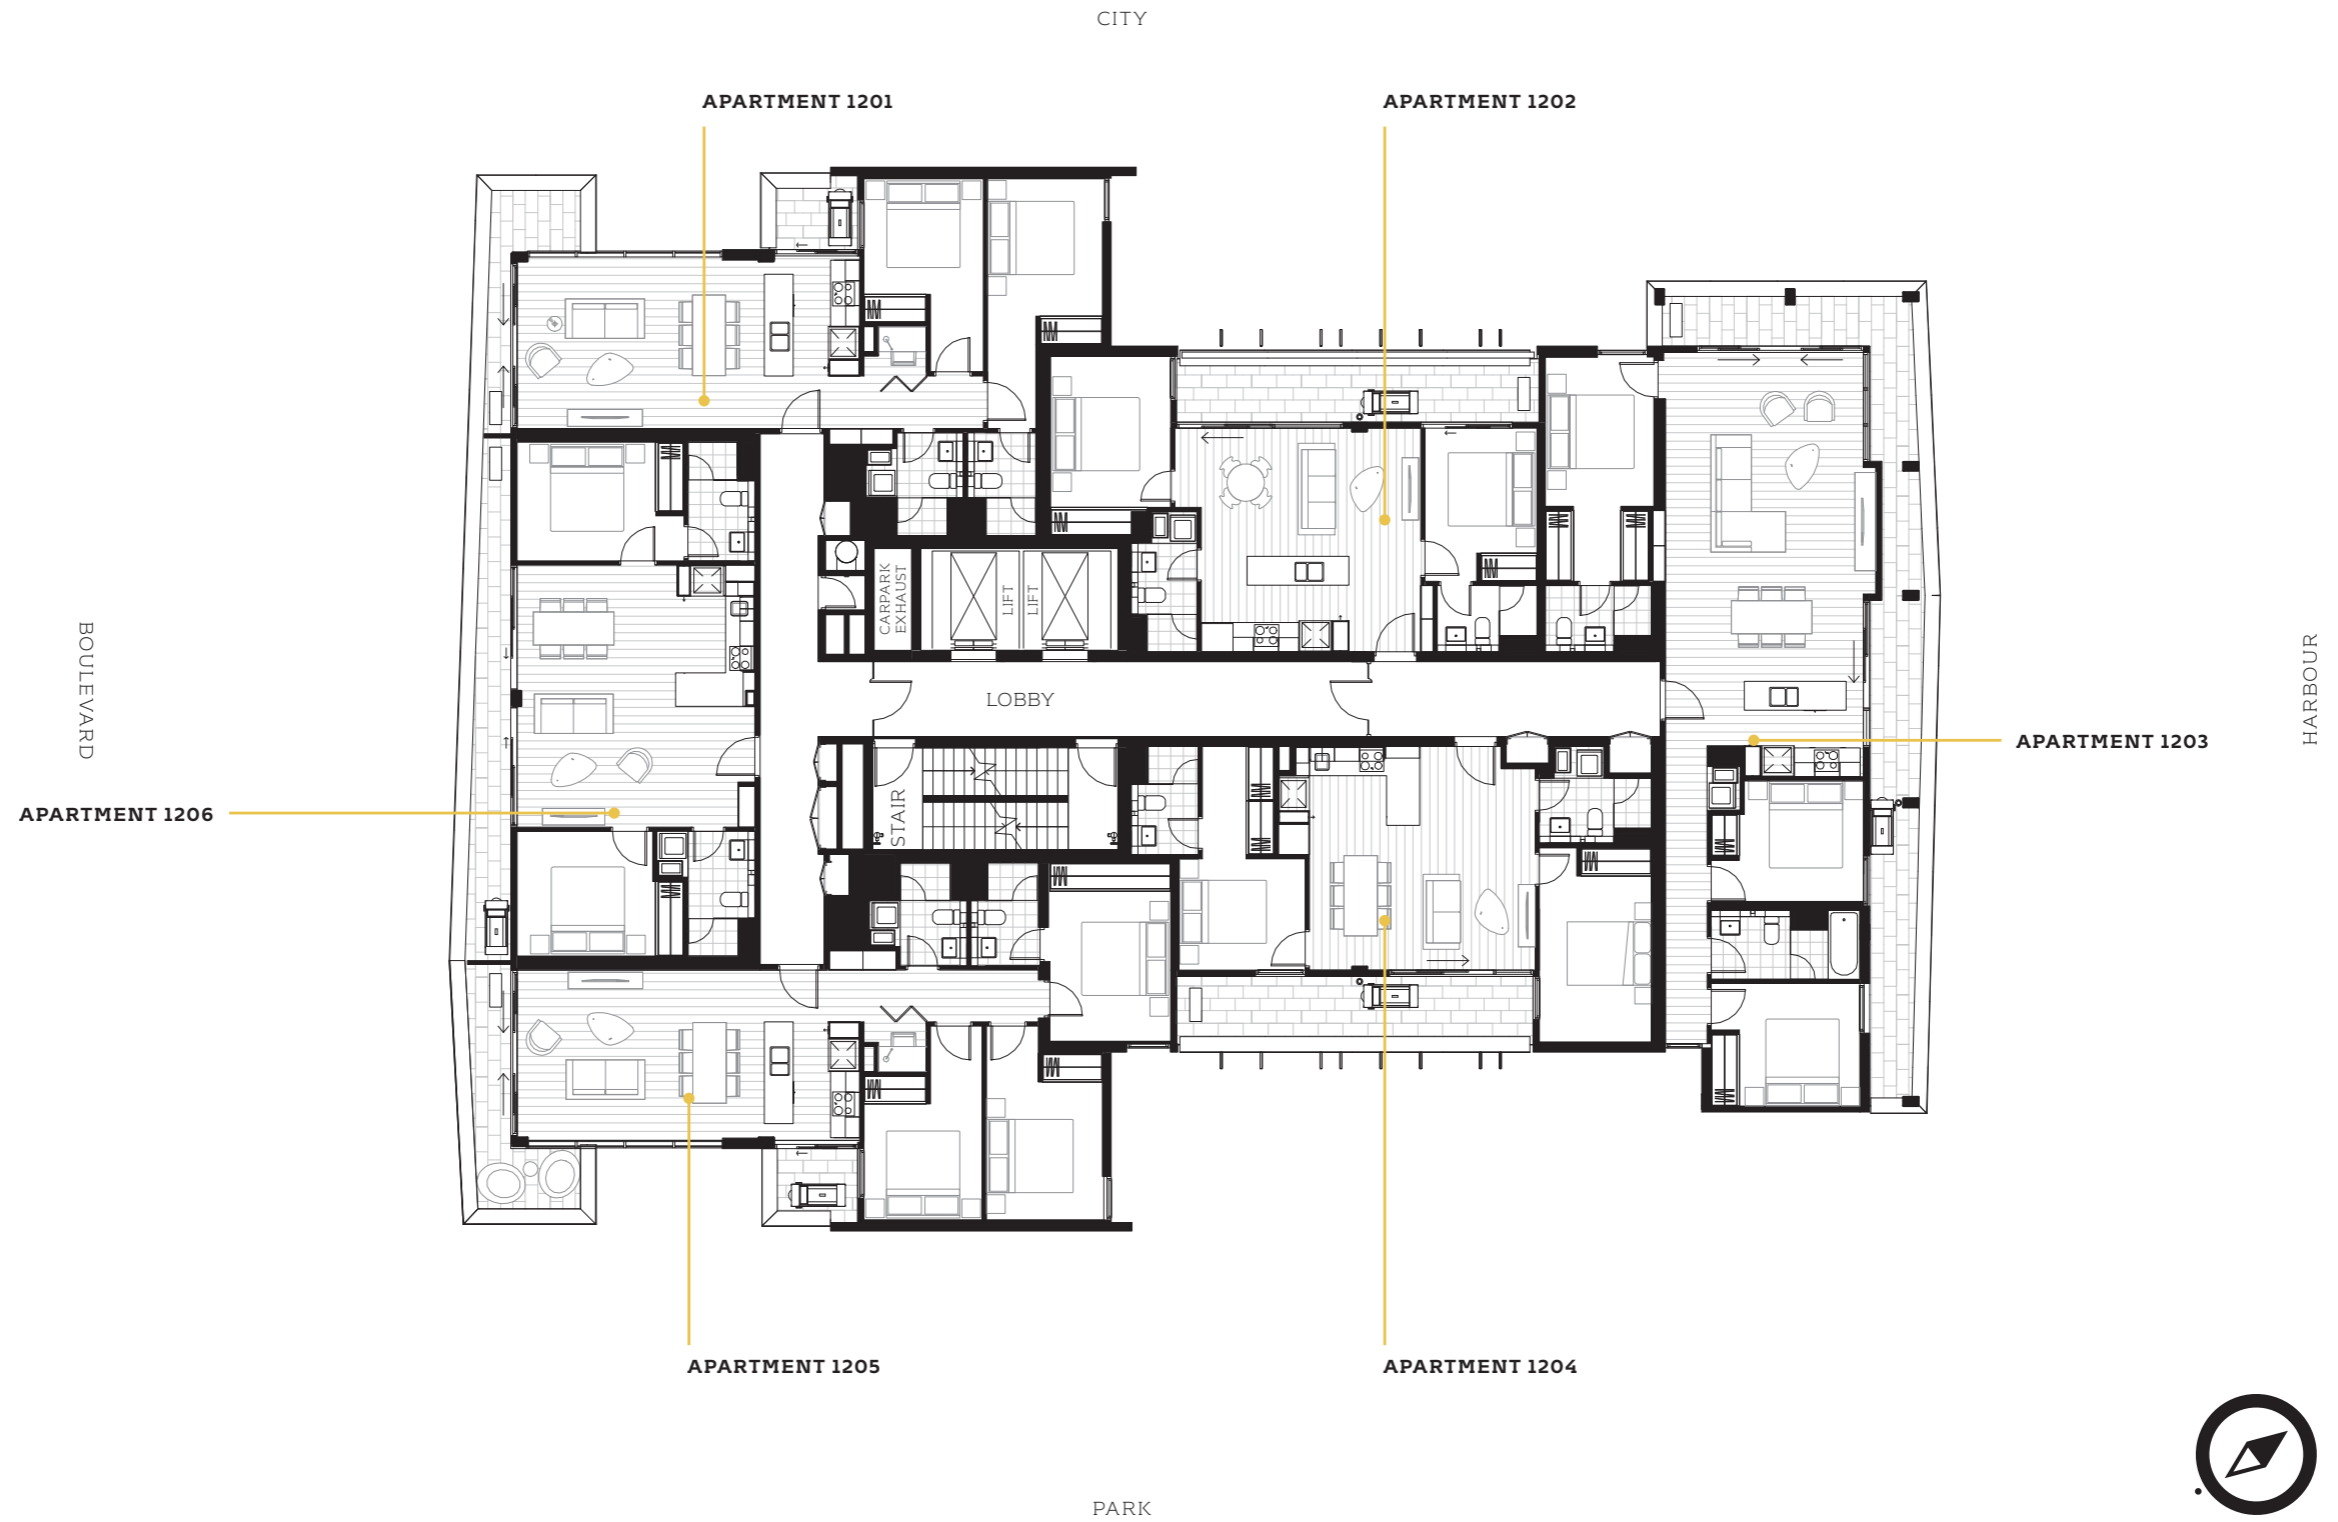 CITY
APARTMENT 1201
APARTMENT 1202
CARPARK
EXHAUST
LIFT
LIFT
BOULEVARD
HARBOUR
LOBBY
APARTMENT 1203
STAIR
APARTMENT 1206
APARTMENT 1205
APARTMENT 1204
PARK